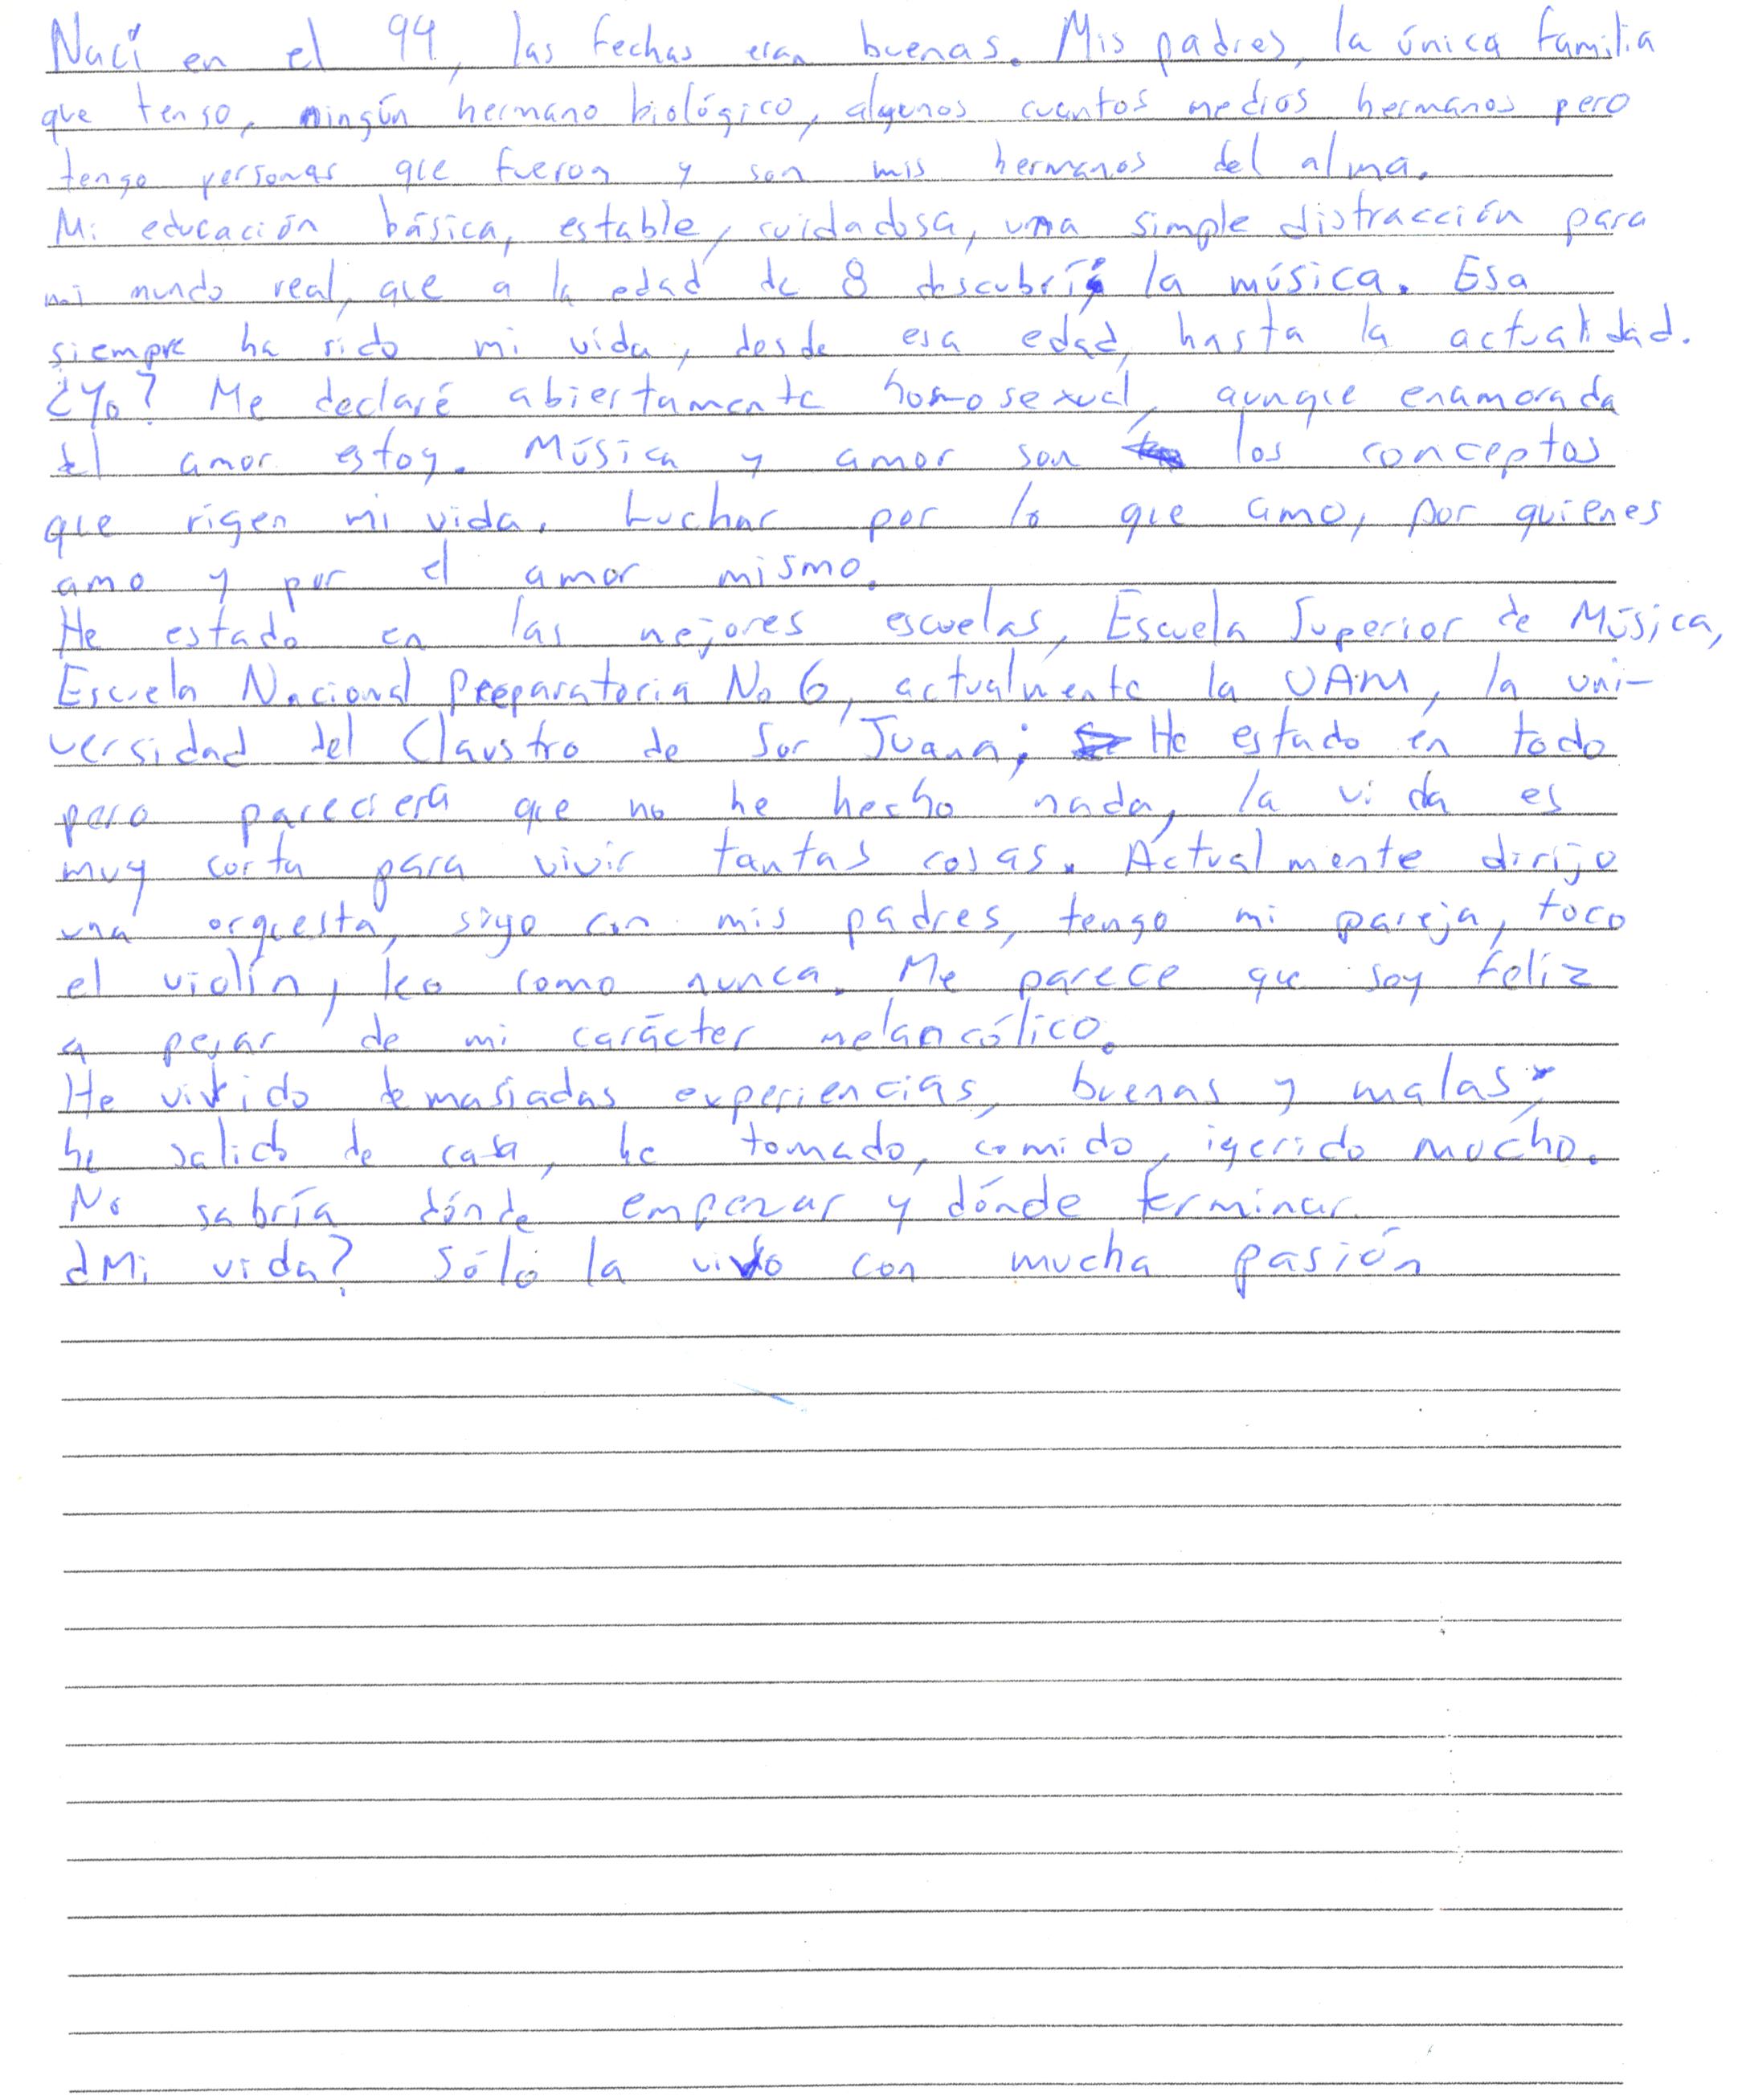 Nací en el 94, las fechas eran buenas. Mis padres, la única familia
que tengo, ningún hermano biológico, algunos cuantos medios hermanos pero
tengo personas que fueron y son mis hermanos del alma.
Mi educación básica, estable, cuidadosa, una simple distracción para
mi mundo real, que a la edad de 8 descubrí la música. Esa
siempre ha sido mi vida, desde esa edad, hasta la actualidad.
¿Yo? Me declaré abiertamente homosexual, aunque enamorada
del amor estoy. Música y amor son los conceptos
que rigen mi vida. Luchar por lo que amo, por quienes
amo y por el amor mismo.
He estado en las mejores escuelas, Escuela Superior de Música,
Escuela Nacional Preparatoria No 6, actualmente la UAM, la uni-
versidad del Claustro de Sor Juana; He estado en todo
pero pareciera que no he hecho nada, la vida es
muy corta para vivir tantas cosas. Actualmente dirijo
una orquesta, sigo con mis padres, tengo mi pareja, toco
el violín, leo como nunca. Me parece que soy feliz
a pesar de mi carácter melancólico.
He vivido demasiadas experiencias, buenas y malas,
he salido de casa, he tomado, comido, igerido mucho.
No sabría dónde empezar y dónde terminar.
¿Mi vida? Sólo la vivo con mucha pasión